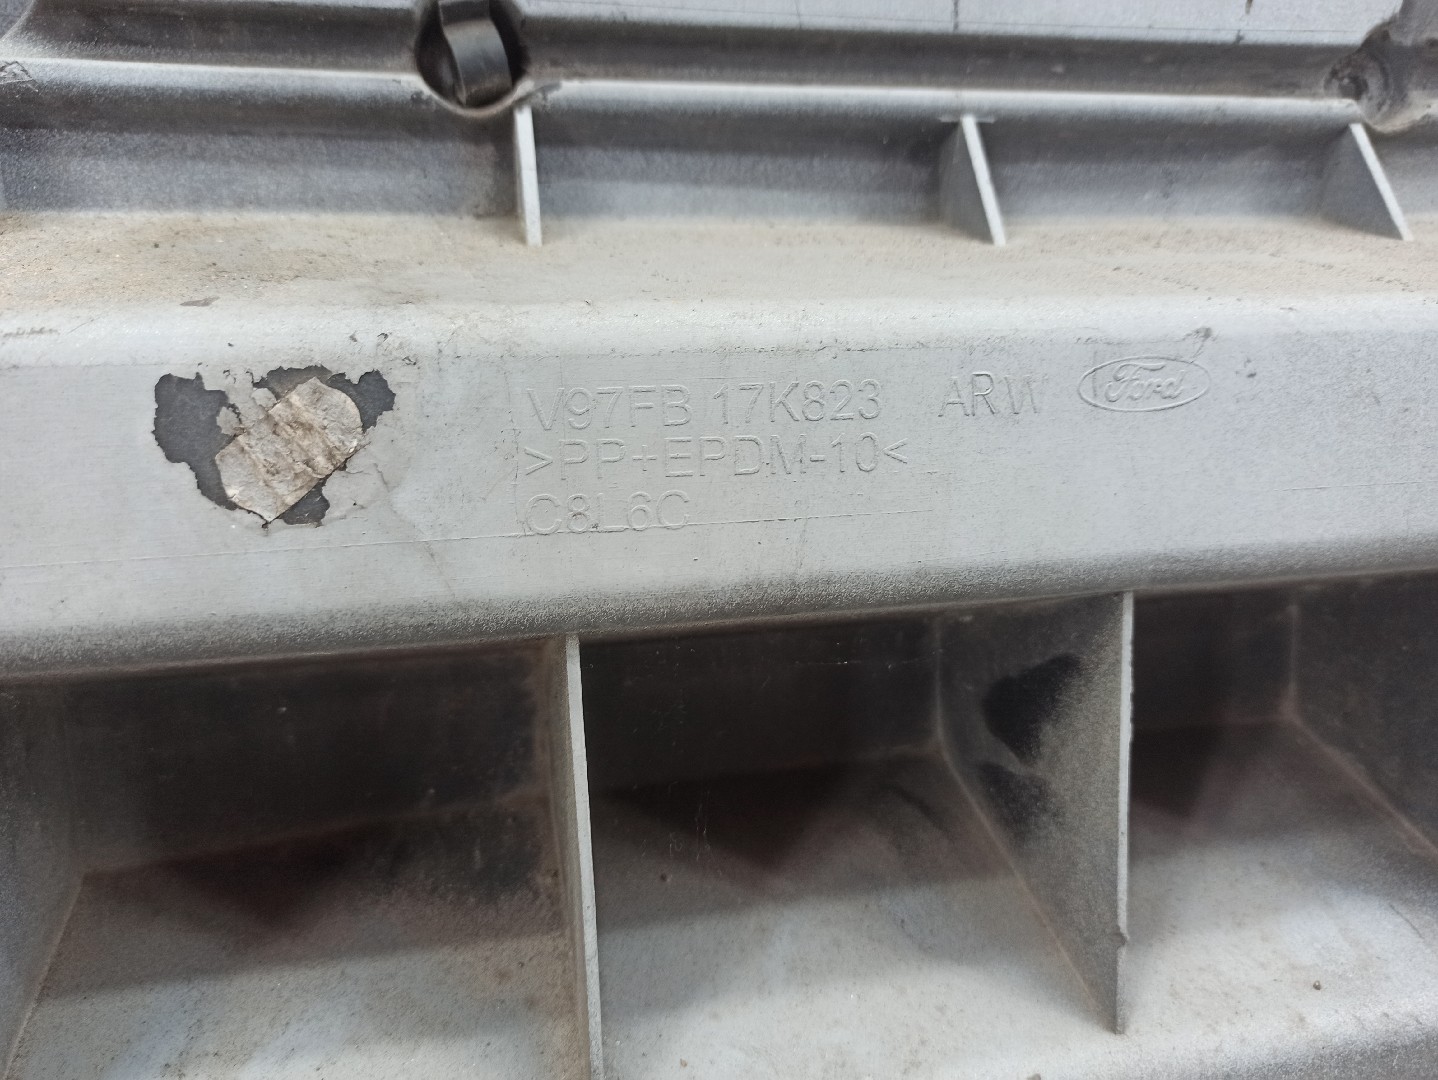 V97FB 17K823 ARW Ford
>PP+EPDM-10<
C8L6C